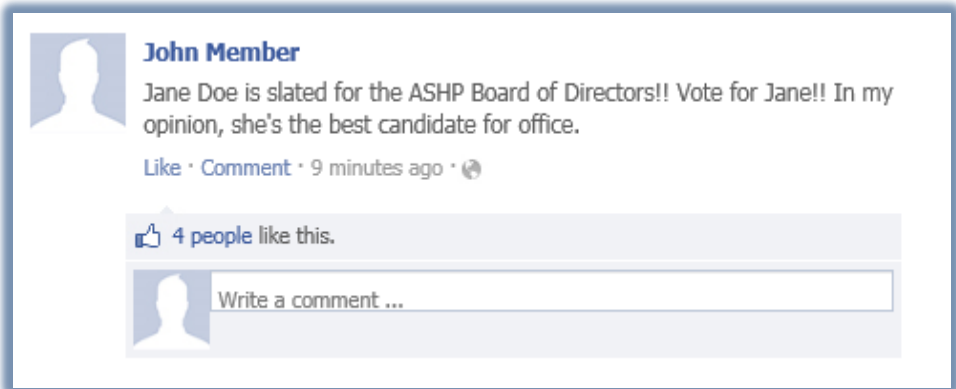 John Member
Jane Doe is slated for the ASHP Board of Directors!! Vote for Jane!! In my
opinion, she's the best candidate for office.
Like · Comment · 9 minutes ago ·
4 people like this.
Write a comment ...